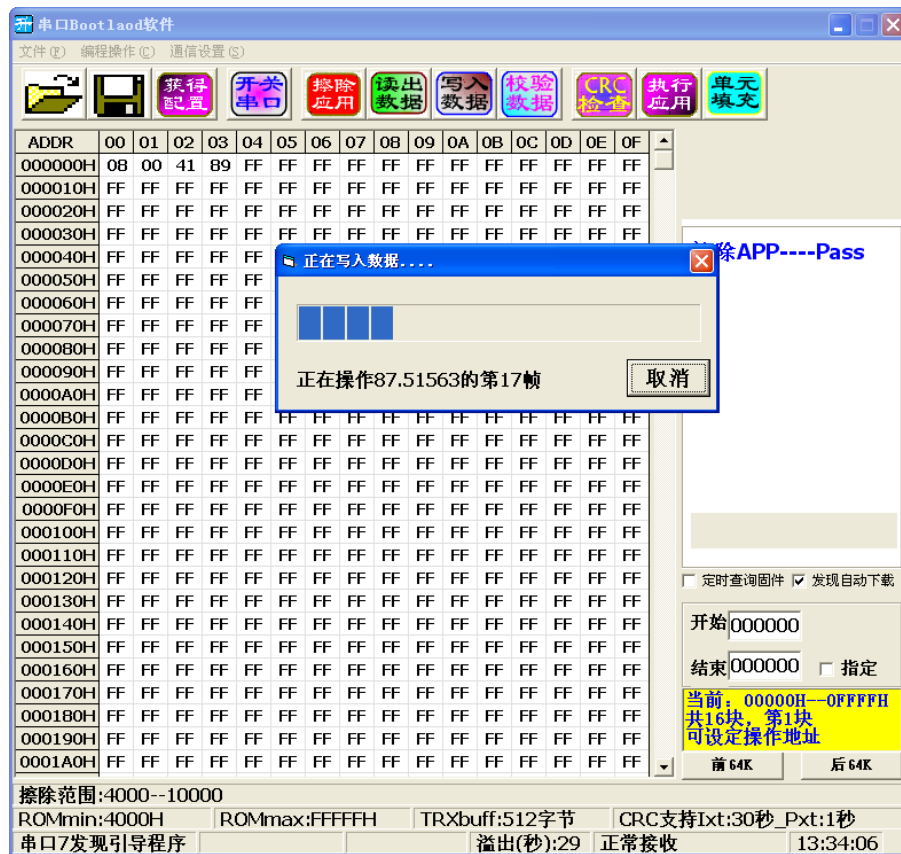 串口Bootlaod软件
文件(F) 编程操作(C) 通信设置(S)
获得配置 开关串口 擦除应用 读出数据 写入数据 校验数据 CRC检查 执行应用 单元填充
ADDR 00 01 02 03 04 05 06 07 08 09 0A 0B 0C 0D 0E 0F
000000H 08 00 41 89 FF FF FF FF FF FF FF FF FF FF FF FF
000010H FF FF FF FF FF FF FF FF FF FF FF FF FF FF FF FF
000020H FF FF FF FF FF FF FF FF FF FF FF FF FF FF FF FF
000030H FF FF FF FF FF FF FF FF FF FF FF FF FF FF FF FF
000040H FF FF FF FF FF
000050H FF FF FF FF FF
000060H FF FF FF FF FF
000070H FF FF FF FF FF
000080H FF FF FF FF FF
000090H FF FF FF FF FF
0000A0H FF FF FF FF FF
0000B0H FF FF FF FF FF FF FF FF FF FF FF FF FF FF FF FF
0000C0H FF FF FF FF FF FF FF FF FF FF FF FF FF FF FF FF
0000D0H FF FF FF FF FF FF FF FF FF FF FF FF FF FF FF FF
0000E0H FF FF FF FF FF FF FF FF FF FF FF FF FF FF FF FF
0000F0H FF FF FF FF FF FF FF FF FF FF FF FF FF FF FF FF
000100H FF FF FF FF FF FF FF FF FF FF FF FF FF FF FF FF
000110H FF FF FF FF FF FF FF FF FF FF FF FF FF FF FF FF
000120H FF FF FF FF FF FF FF FF FF FF FF FF FF FF FF FF
000130H FF FF FF FF FF FF FF FF FF FF FF FF FF FF FF FF
000140H FF FF FF FF FF FF FF FF FF FF FF FF FF FF FF FF
000150H FF FF FF FF FF FF FF FF FF FF FF FF FF FF FF FF
000160H FF FF FF FF FF FF FF FF FF FF FF FF FF FF FF FF
000170H FF FF FF FF FF FF FF FF FF FF FF FF FF FF FF FF
000180H FF FF FF FF FF FF FF FF FF FF FF FF FF FF FF FF
000190H FF FF FF FF FF FF FF FF FF FF FF FF FF FF FF FF
0001A0H FF FF FF FF FF FF FF FF FF FF FF FF FF FF FF FF
正在写入数据....
正在操作87.51563的第17帧
取消
除APP----Pass
定时查询固件 发现自动下载
开始 000000
结束 000000 指定
当前: 00000H--0FFFFH
共16块, 第1块
可设定操作地址
前64K 后64K
擦除范围:4000--10000
ROMmin:4000H ROMmax:FFFFH TRXbuff:512字节 CRC支持Ixt:30秒_Pxt:1秒
串口7发现引导程序 溢出(秒):29 正常接收 13:34:06